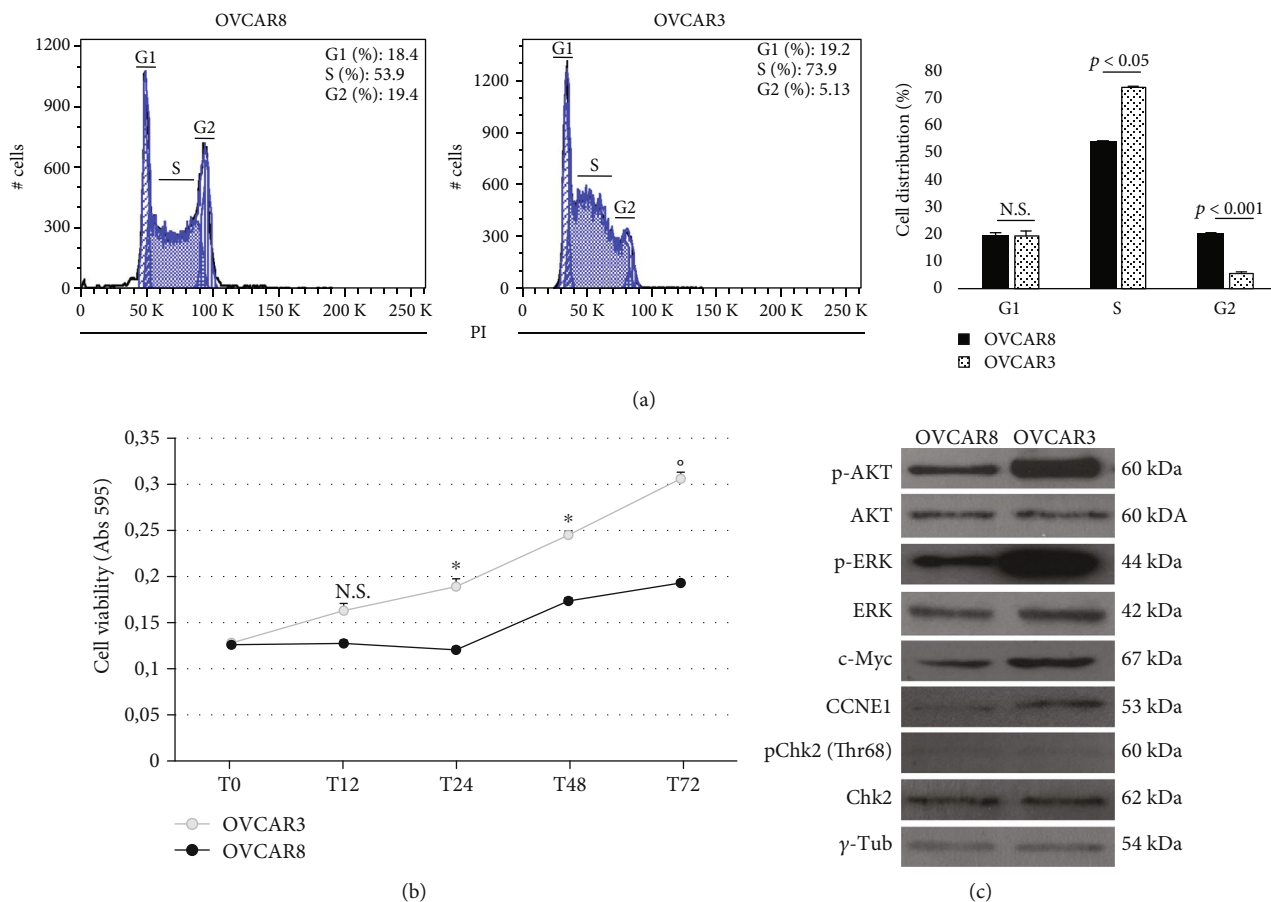 OVCAR8
1200
900
600
300
0
# cells
G1
S
G2
G1 (%): 18.4
S (%): 53.9
G2 (%): 19.4
0 50 K 100 K 150 K 200 K 250 K
OVCAR3
1200
900
600
300
0
# cells
G1
S
G2
G1 (%): 19.2
S (%): 73.9
G2 (%): 5.13
0 50 K 100 K 150 K 200 K 250 K
PI
Cell distribution (%)
80
70
60
50
40
30
20
10
0
N.S.
p < 0.05
p < 0.001
G1 S G2
OVCAR8
OVCAR3
(a)
Cell viability (Abs 595)
0,35
0,3
0,25
0,2
0,15
0,1
0,05
0
N.S.
*
*
°
T0 T12 T24 T48 T72
OVCAR3
OVCAR8
(b)
OVCAR8 OVCAR3
p-AKT 60 kDa
AKT 60 kDA
p-ERK 44 kDa
ERK 42 kDa
c-Myc 67 kDa
CCNE1 53 kDa
pChk2 (Thr68) 60 kDa
Chk2 62 kDa
γ-Tub 54 kDa
(c)